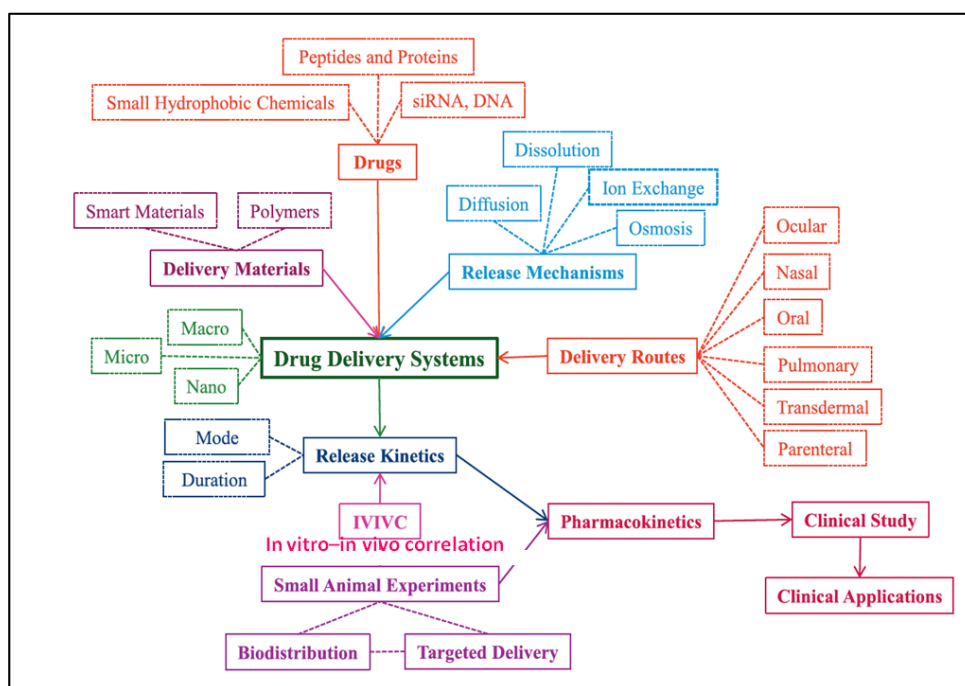 Peptides and Proteins
Small Hydrophobic Chemicals
siRNA, DNA
Drugs
Dissolution
Ion Exchange
Diffusion
Osmosis
Release Mechanisms
Smart Materials
Polymers
Delivery Materials
Ocular
Nasal
Oral
Pulmonary
Transdermal
Parenteral
Delivery Routes
Macro
Micro
Nano
Drug Delivery Systems
Mode
Duration
Release Kinetics
IVIVC
In vitro–in vivo correlation
Pharmacokinetics
Clinical Study
Clinical Applications
Small Animal Experiments
Biodistribution
Targeted Delivery